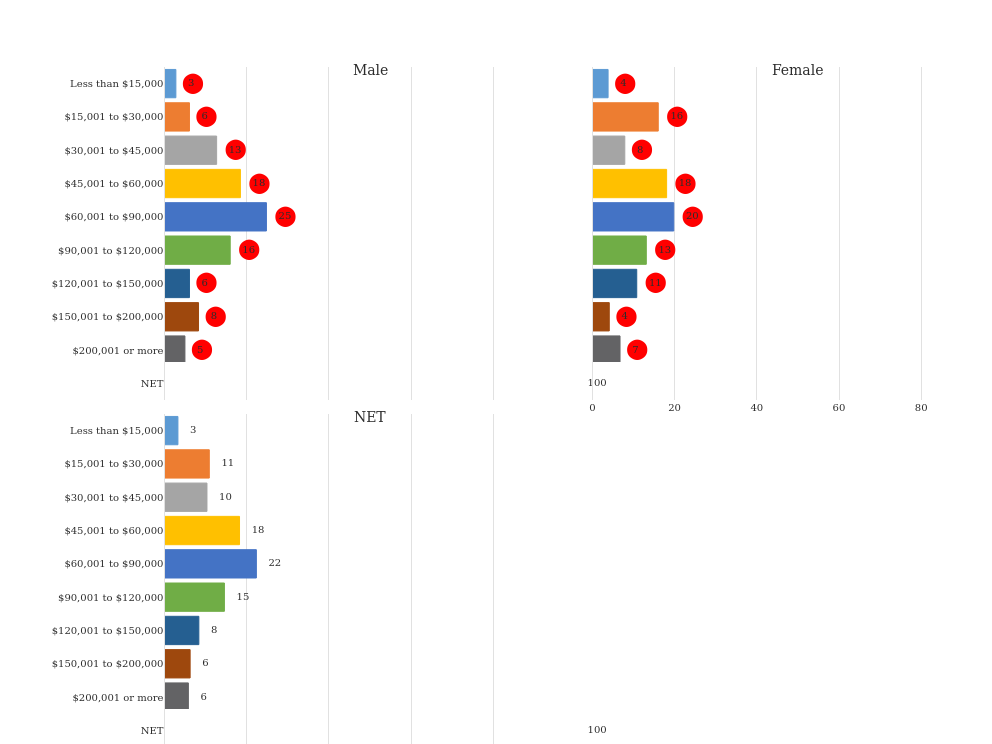 Male Female
Less than $15,000 3 4
$15,001 to $30,000 6 16
$30,001 to $45,000 13 8
$45,001 to $60,000 18 18
$60,001 to $90,000 25 20
$90,001 to $120,000 16 13
$120,001 to $150,000 6 11
$150,001 to $200,000 8 4
$200,001 or more 5 7
NET 100
0 20 40 60 80
NET
Less than $15,000 3
$15,001 to $30,000 11
$30,001 to $45,000 10
$45,001 to $60,000 18
$60,001 to $90,000 22
$90,001 to $120,000 15
$120,001 to $150,000 8
$150,001 to $200,000 6
$200,001 or more 6
NET 100